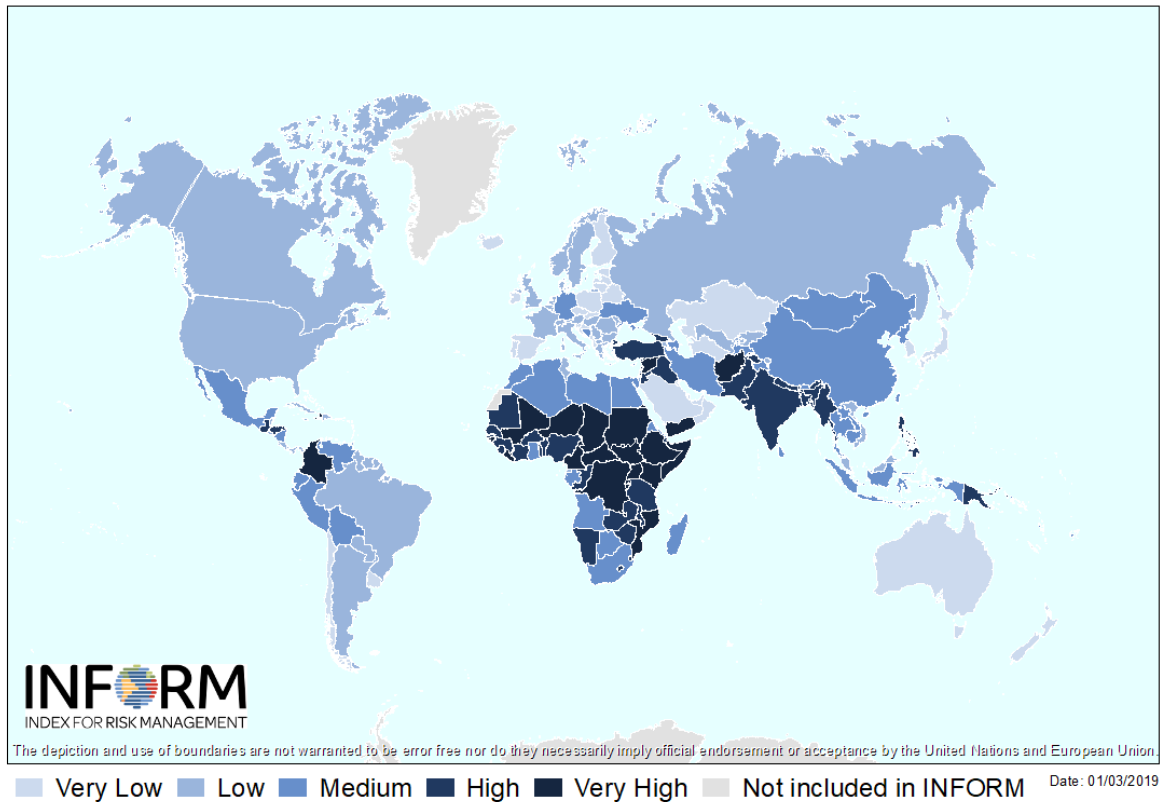 INFORM
INDEX FOR RISK MANAGEMENT
The depiction and use of boundaries are not warranted to be error free nor do they necessarily imply official endorsement or acceptance by the United Nations and European Union.
Very Low Low Medium High Very High Not included in INFORM Date: 01/03/2019